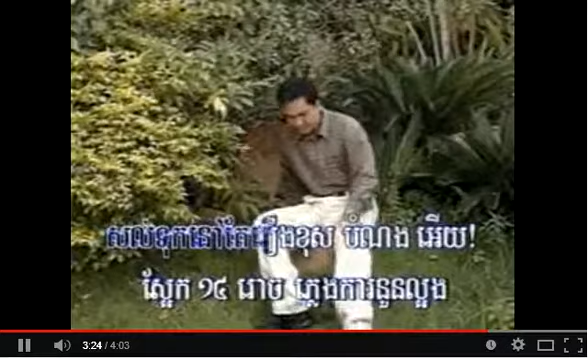 សល់ទុកនៅតែរឿងខុស បំណង អើយ!
ស្អែក ១៤ រោច ភ្លេងការនួនល្អង
3:24 / 4:03